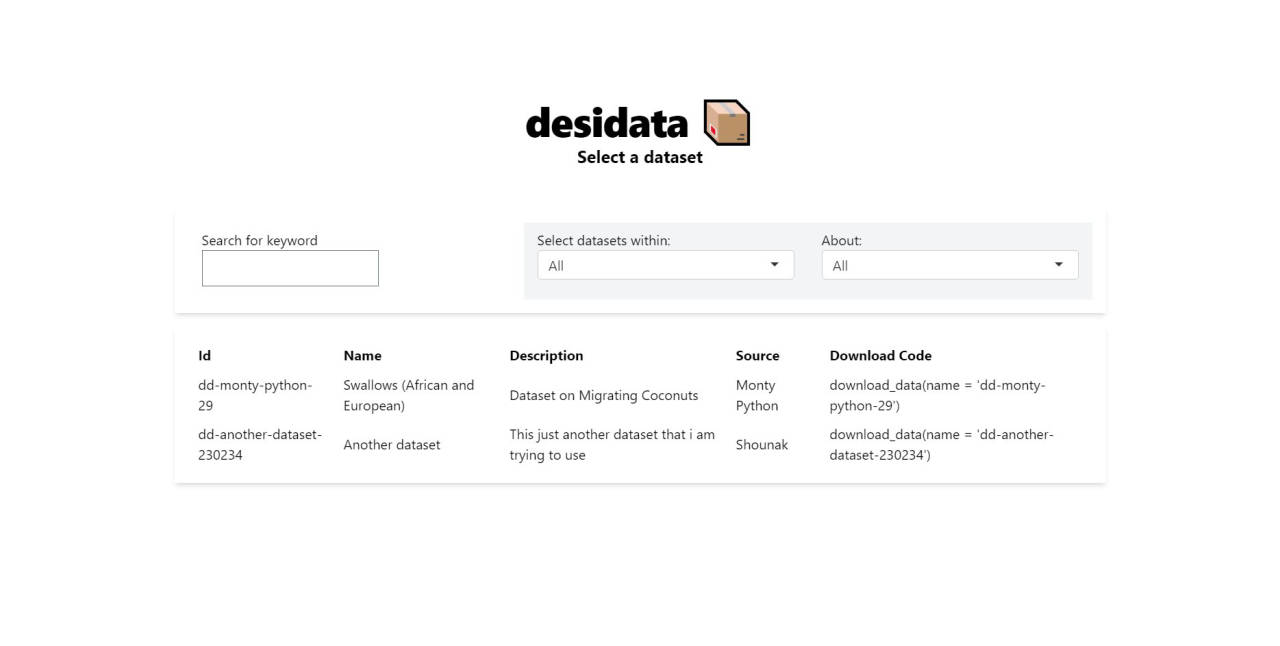 desidata
Select a dataset
Search for keyword
Select datasets within:
About:
All
All
Id Name Description Source Download Code
dd-monty-python-
29
Swallows (African and
European)
Dataset on Migrating Coconuts
Monty
Python
download_data(name = 'dd-monty-
python-29')
dd-another-dataset-
230234
Another dataset
This just another dataset that i am
trying to use
Shounak
download_data(name = 'dd-another-
dataset-230234')